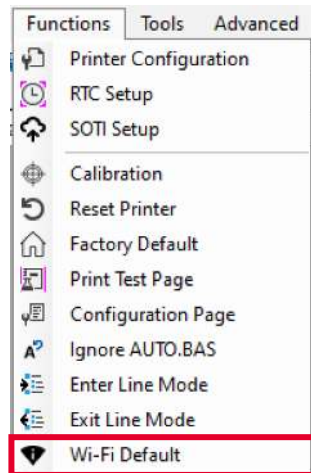 Functions Tools Advanced
Printer Configuration
RTC Setup
SOTI Setup
Calibration
Reset Printer
Factory Default
Print Test Page
Configuration Page
Ignore AUTO.BAS
Enter Line Mode
Exit Line Mode
Wi-Fi Default